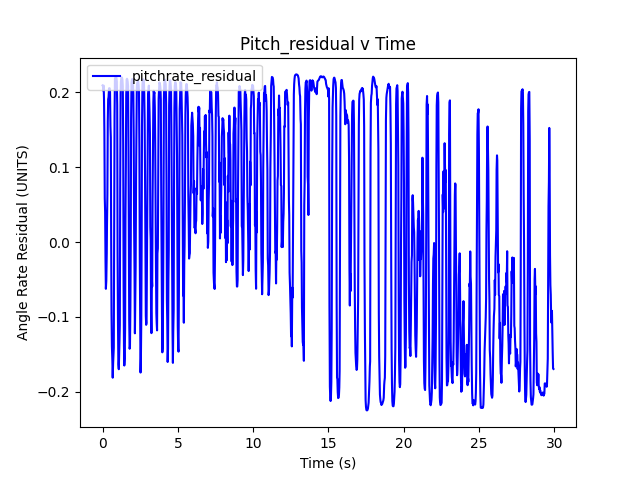 Pitch_residual v Time
pitchrate_residual
Angle Rate Residual (UNITS)
0.2
0.1
0.0
−0.1
−0.2
0 5 10 15 20 25 30
Time (s)